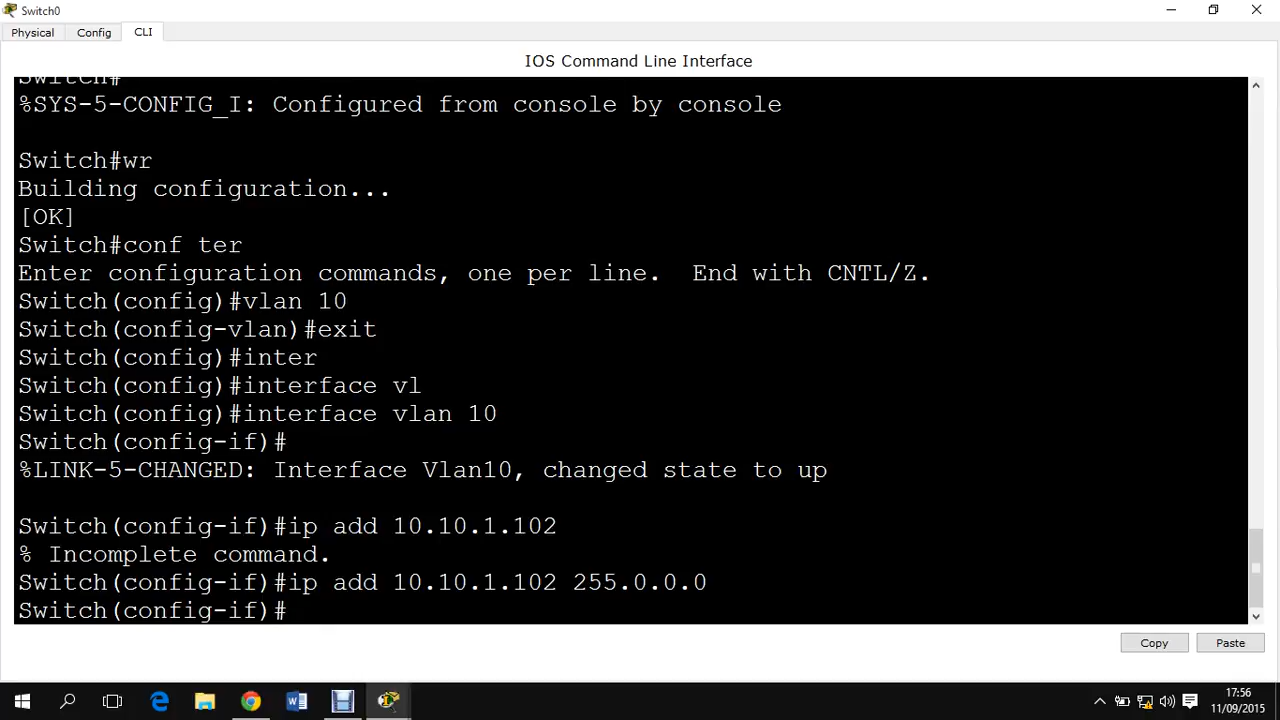 Switch0
Physical Config CLI
IOS Command Line Interface
Switch#
%SYS-5-CONFIG_I: Configured from console by console
Switch#wr
Building configuration...
[OK]
Switch#conf ter
Enter configuration commands, one per line.  End with CNTL/Z.
Switch(config)#vlan 10
Switch(config-vlan)#exit
Switch(config)#inter
Switch(config)#interface vl
Switch(config)#interface vlan 10
Switch(config-if)#
%LINK-5-CHANGED: Interface Vlan10, changed state to up
Switch(config-if)#ip add 10.10.1.102
% Incomplete command.
Switch(config-if)#ip add 10.10.1.102 255.0.0.0
Switch(config-if)#
Copy Paste
17:56
11/09/2015